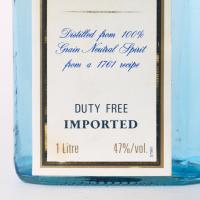 Distilled from 100%
Grain Neutral Spirit
from a 1761 recipe
DUTY FREE
IMPORTED
1 Litre 47%/vol.